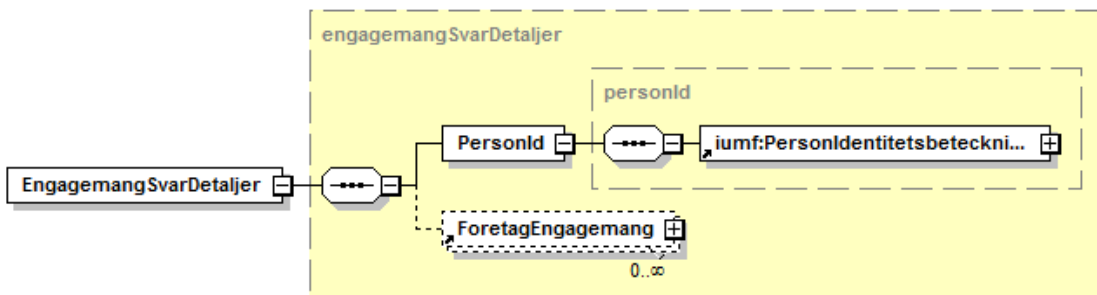 engagemangSvarDetaljer
personId
PersonId
iumf:PersonIdentitetsbeteckni...
EngagemangSvarDetaljer
ForetagEngagemang
0..∞